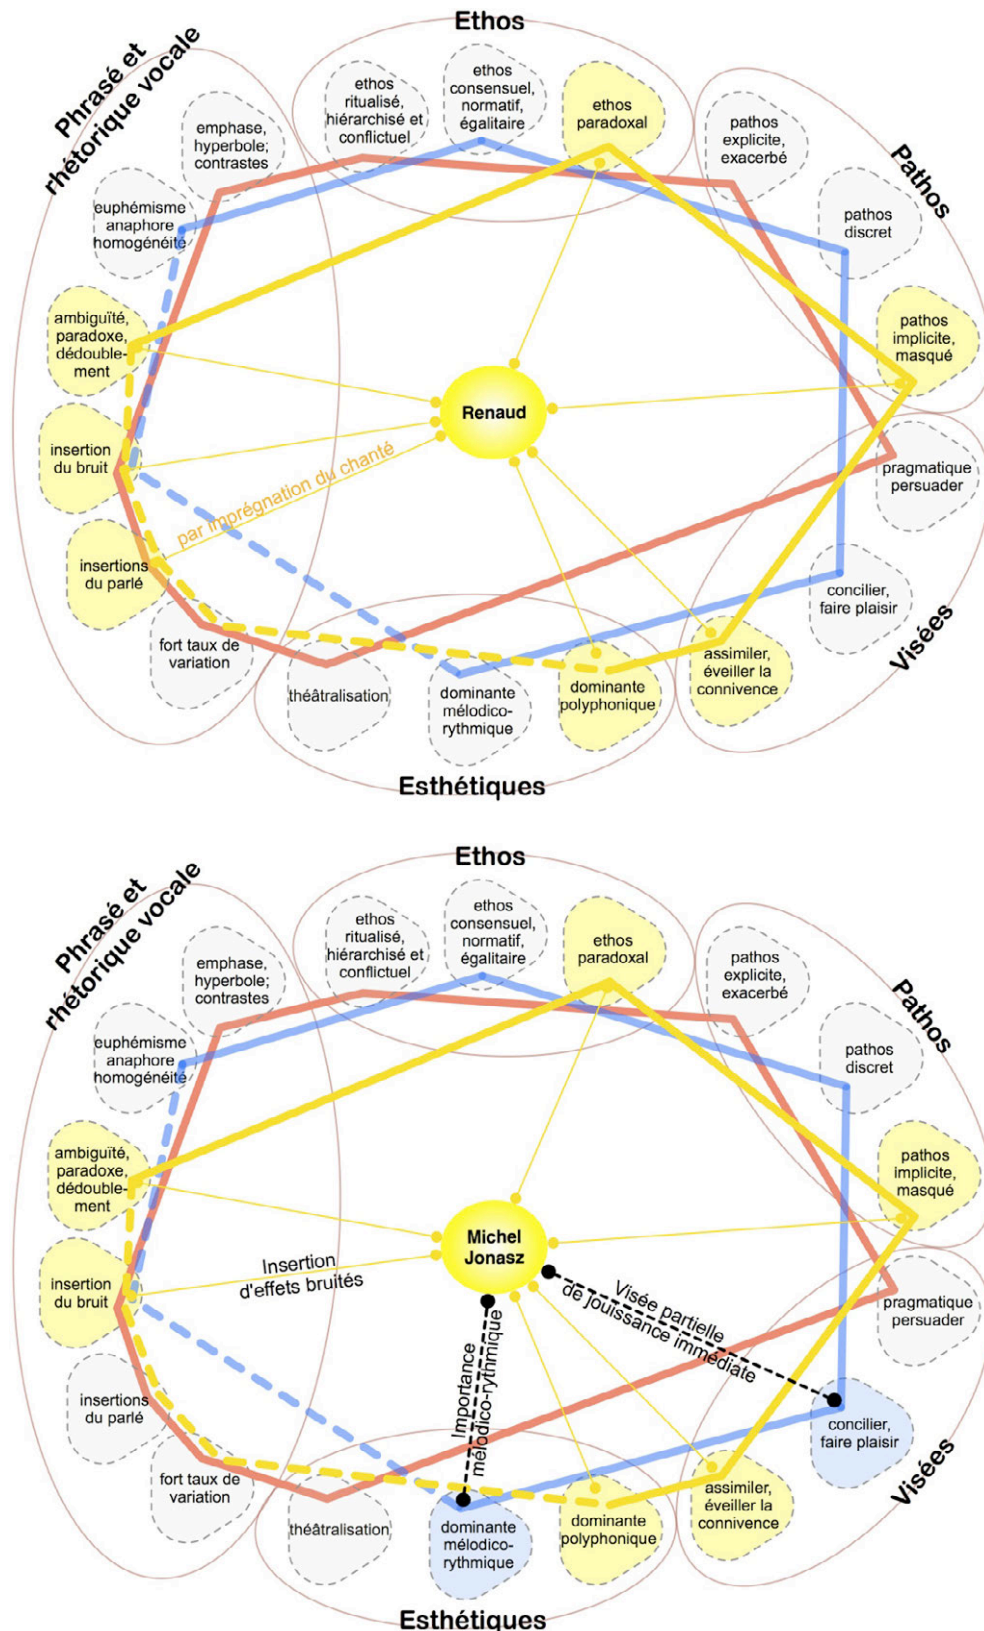 Ethos
Phrasé et
rhétorique vocale
ethos
ritualisé,
hiérarchisé et
conflictuel
ethos
consensuel,
normatif,
égalitaire
ethos
paradoxal
pathos
explicite,
exacerbé
Pathos
emphase,
hyperbole;
contrastes
euphémisme
anaphore
homogénéité
pathos
discret
ambiguïté,
paradoxe,
dédouble-
ment
pathos
implicite,
masqué
Renaud
insertion
du bruit
par imprégnation du chanté
pragmatique
persuader
insertions
du parlé
concilier,
faire plaisir
Visées
fort taux de
variation
théâtralisation
dominante
mélodico-
rythmique
dominante
polyphonique
assimiler,
éveiller la
connivence
Esthétiques
Ethos
Phrasé et
rhétorique vocale
ethos
ritualisé,
hiérarchisé et
conflictuel
ethos
consensuel,
normatif,
égalitaire
ethos
paradoxal
pathos
explicite,
exacerbé
Pathos
emphase,
hyperbole;
contrastes
euphémisme
anaphore
homogénéité
pathos
discret
ambiguïté,
paradoxe,
dédouble-
ment
pathos
implicite,
masqué
Michel
Jonasz
insertion
du bruit
Insertion
d'effets bruités
Visée partielle
de jouissance immédiate
pragmatique
persuader
Importance
mélodico-rythmique
insertions
du parlé
concilier,
faire plaisir
Visées
fort taux de
variation
théâtralisation
dominante
mélodico-
rythmique
dominante
polyphonique
assimiler,
éveiller la
connivence
Esthétiques